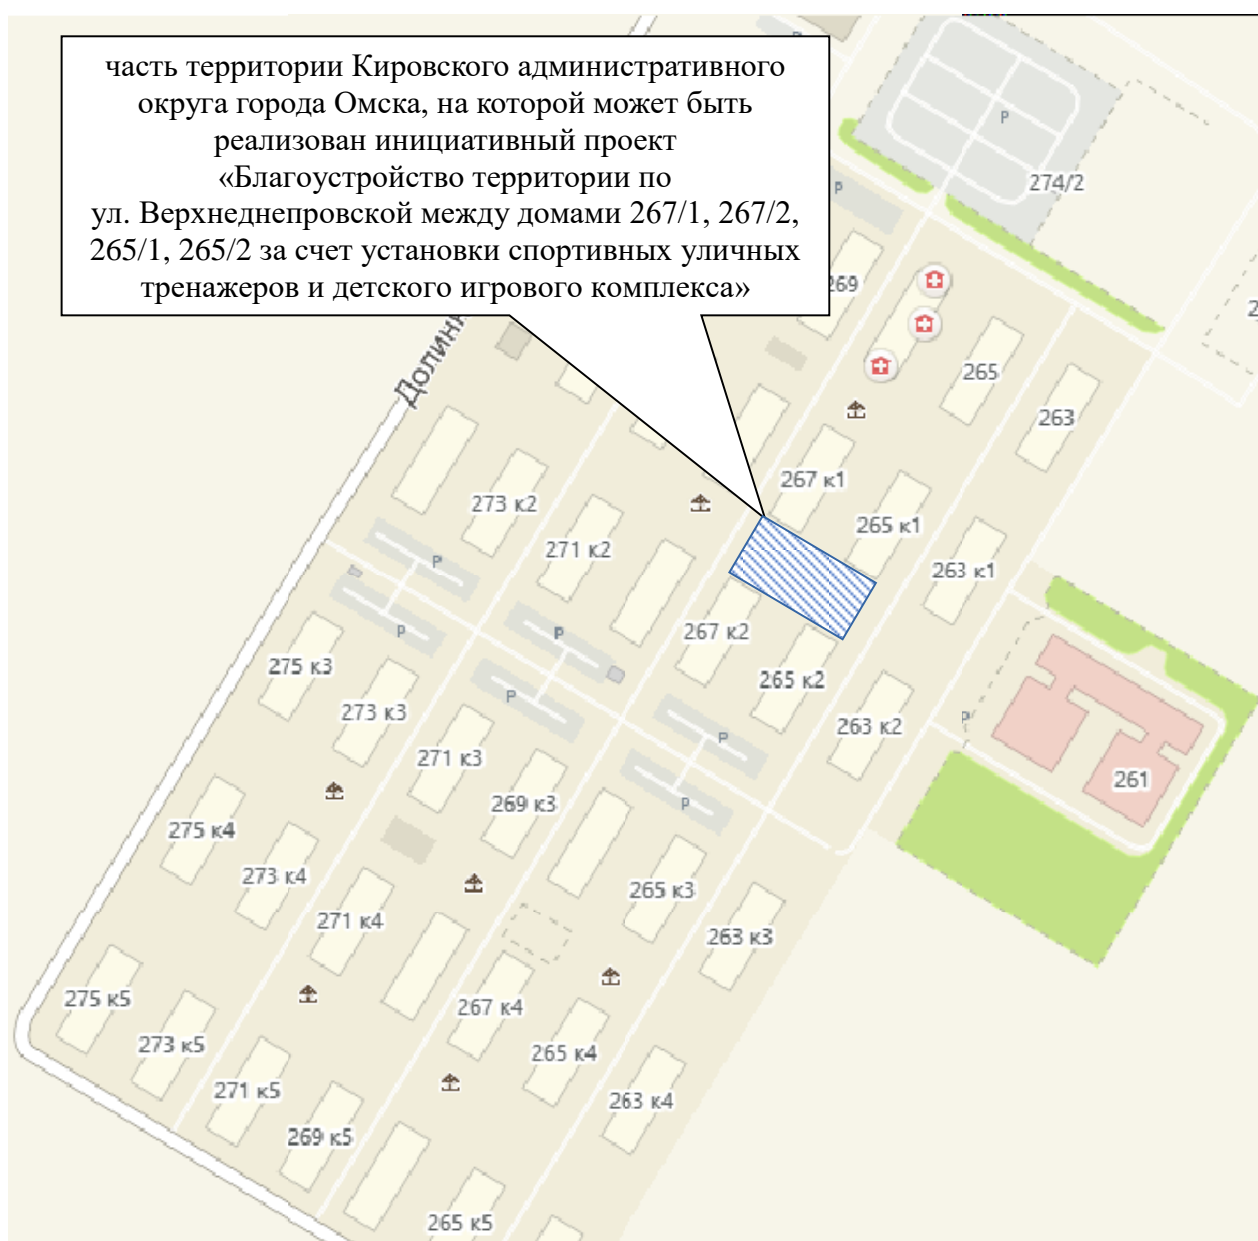 часть территории Кировского административного
округа города Омска, на которой может быть
реализован инициативный проект
«Благоустройство территории по
ул. Верхнеднепровской между домами 267/1, 267/2,
265/1, 265/2 за счет установки спортивных уличных
тренажеров и детского игрового комплекса»
P
274/2
P
269
265
263
267 к1
265 к1
263 к1
273 к2
271 к2
P
P
P
P
267 к2
265 к2
263 к2
P
261
275 к3
273 к3
271 к3
269 к3
P
P
275 к4
273 к4
271 к4
265 к3
263 к3
275 к5
273 к5
267 к4
265 к4
271 к5
263 к4
269 к5
265 к5